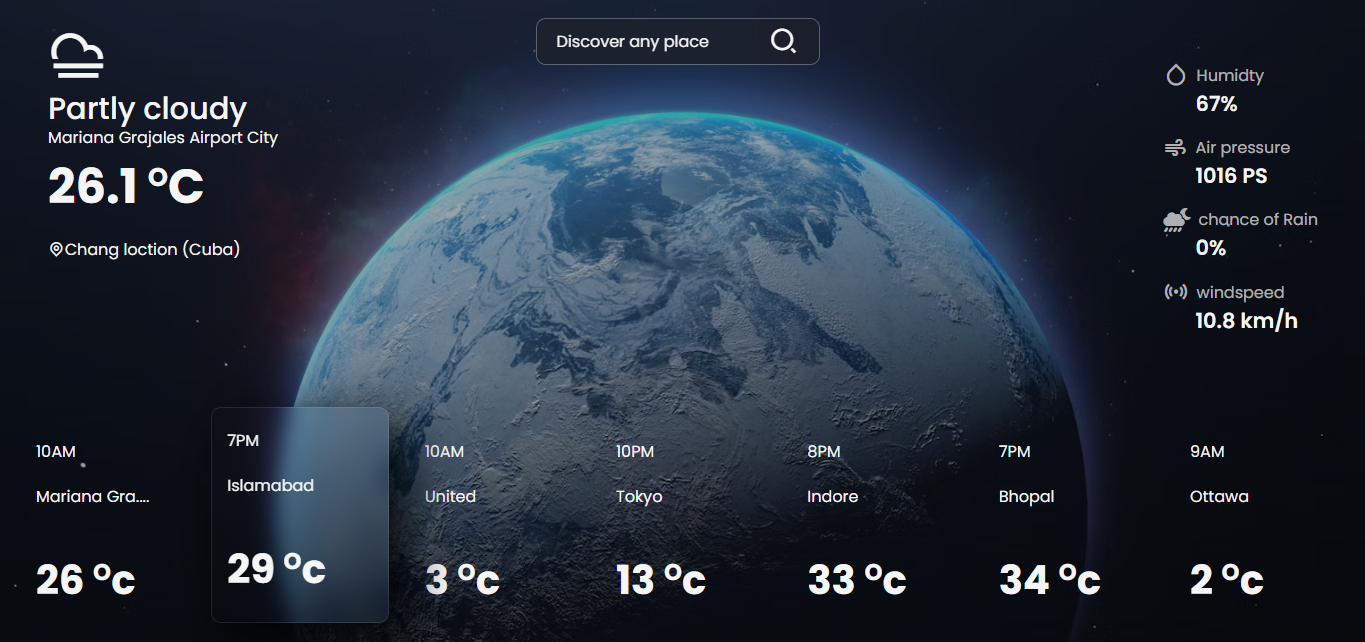 Discover any place
Partly cloudy
Mariana Grajales Airport City
26.1 °C
Chang loction (Cuba)
Humidty
67%
Air pressure
1016 PS
chance of Rain
0%
windspeed
10.8 km/h
10AM
Mariana Gra....
26 °c
7PM
Islamabad
29 °c
10AM
United
3 °c
10PM
Tokyo
13 °c
8PM
Indore
33 °c
7PM
Bhopal
34 °c
9AM
Ottawa
2 °c